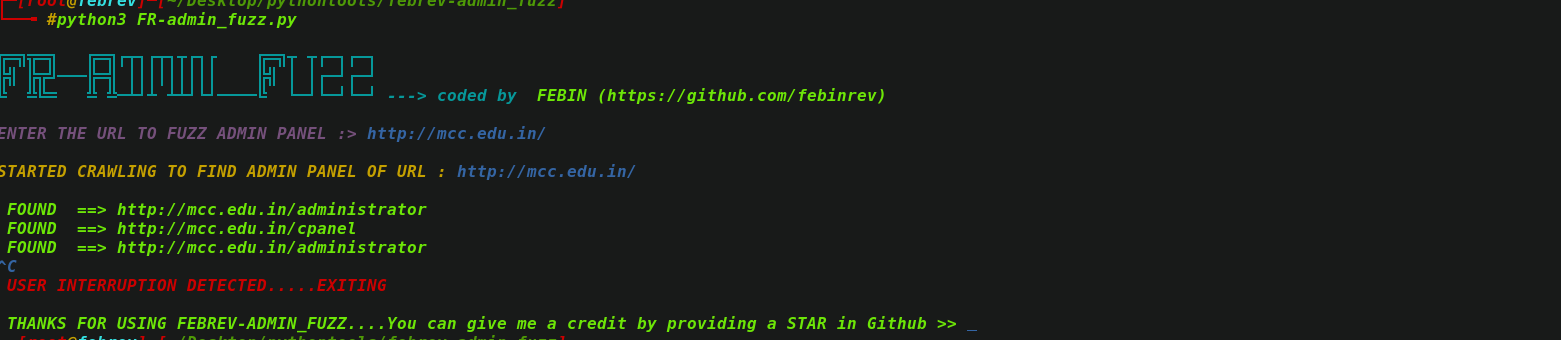 [root@febrev]─[~/Desktop/pythontools/febrev-admin_fuzz]
#python3 FR-admin_fuzz.py
---> coded by FEBIN (https://github.com/febinrev)
ENTER THE URL TO FUZZ ADMIN PANEL :> http://mcc.edu.in/
STARTED CRAWLING TO FIND ADMIN PANEL OF URL : http://mcc.edu.in/
FOUND ==> http://mcc.edu.in/administrator
FOUND ==> http://mcc.edu.in/cpanel
FOUND ==> http://mcc.edu.in/administrator
^C
USER INTERRUPTION DETECTED.....EXITING
THANKS FOR USING FEBREV-ADMIN_FUZZ....You can give me a credit by providing a STAR in Github >> _